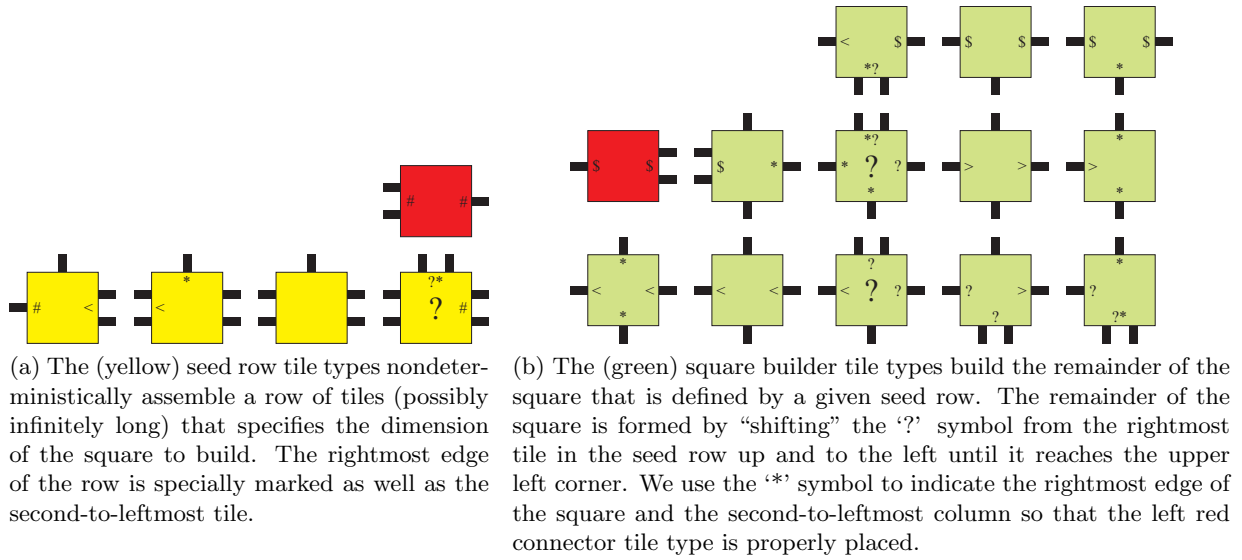 < $ $ $ $ $
*? *
*? *
$ $ $ * * ? ? > > >
* *
# #
* ? *
?* * ? *
# < < ? # < < < < < ? ? ? > ?
* ? ?*
(a) The (yellow) seed row tile types nondeter-
ministically assemble a row of tiles (possibly
infinitely long) that specifies the dimension
of the square to build. The rightmost edge
of the row is specially marked as well as the
second-to-leftmost tile.
(b) The (green) square builder tile types build the remainder of the
square that is defined by a given seed row. The remainder of the
square is formed by “shifting” the ‘?’ symbol from the rightmost
tile in the seed row up and to the left until it reaches the upper
left corner. We use the ‘*’ symbol to indicate the rightmost edge of
the square and the second-to-leftmost column so that the left red
connector tile type is properly placed.